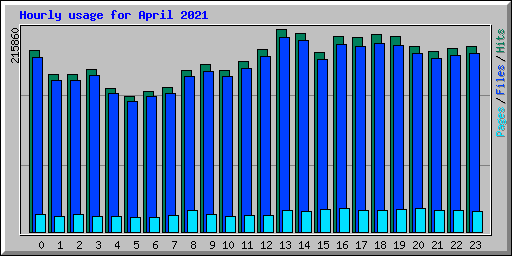 Hourly usage for April 2021
215860
Pages/Files/Hits
0 1 2 3 4 5 6 7 8 9 10 11 12 13 14 15 16 17 18 19 20 21 22 23